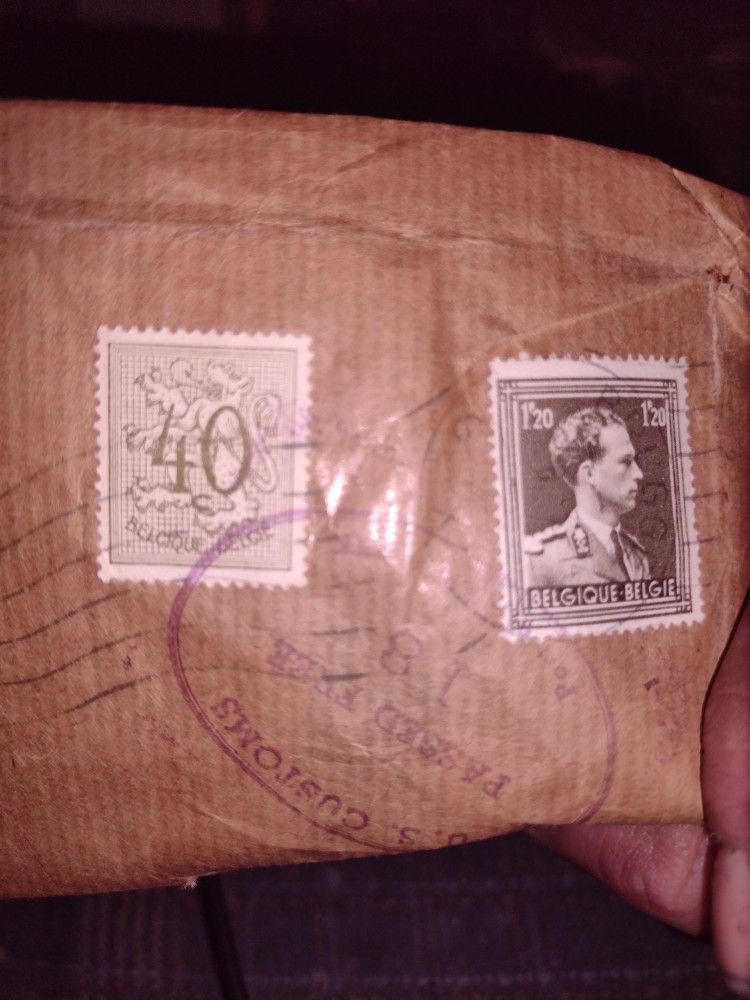 40
c
BELGIQUE-BELGIE
1F20 1F20
BELGIQUE·BELGIE
U.S. CUSTOMS
PASSED FREE
18